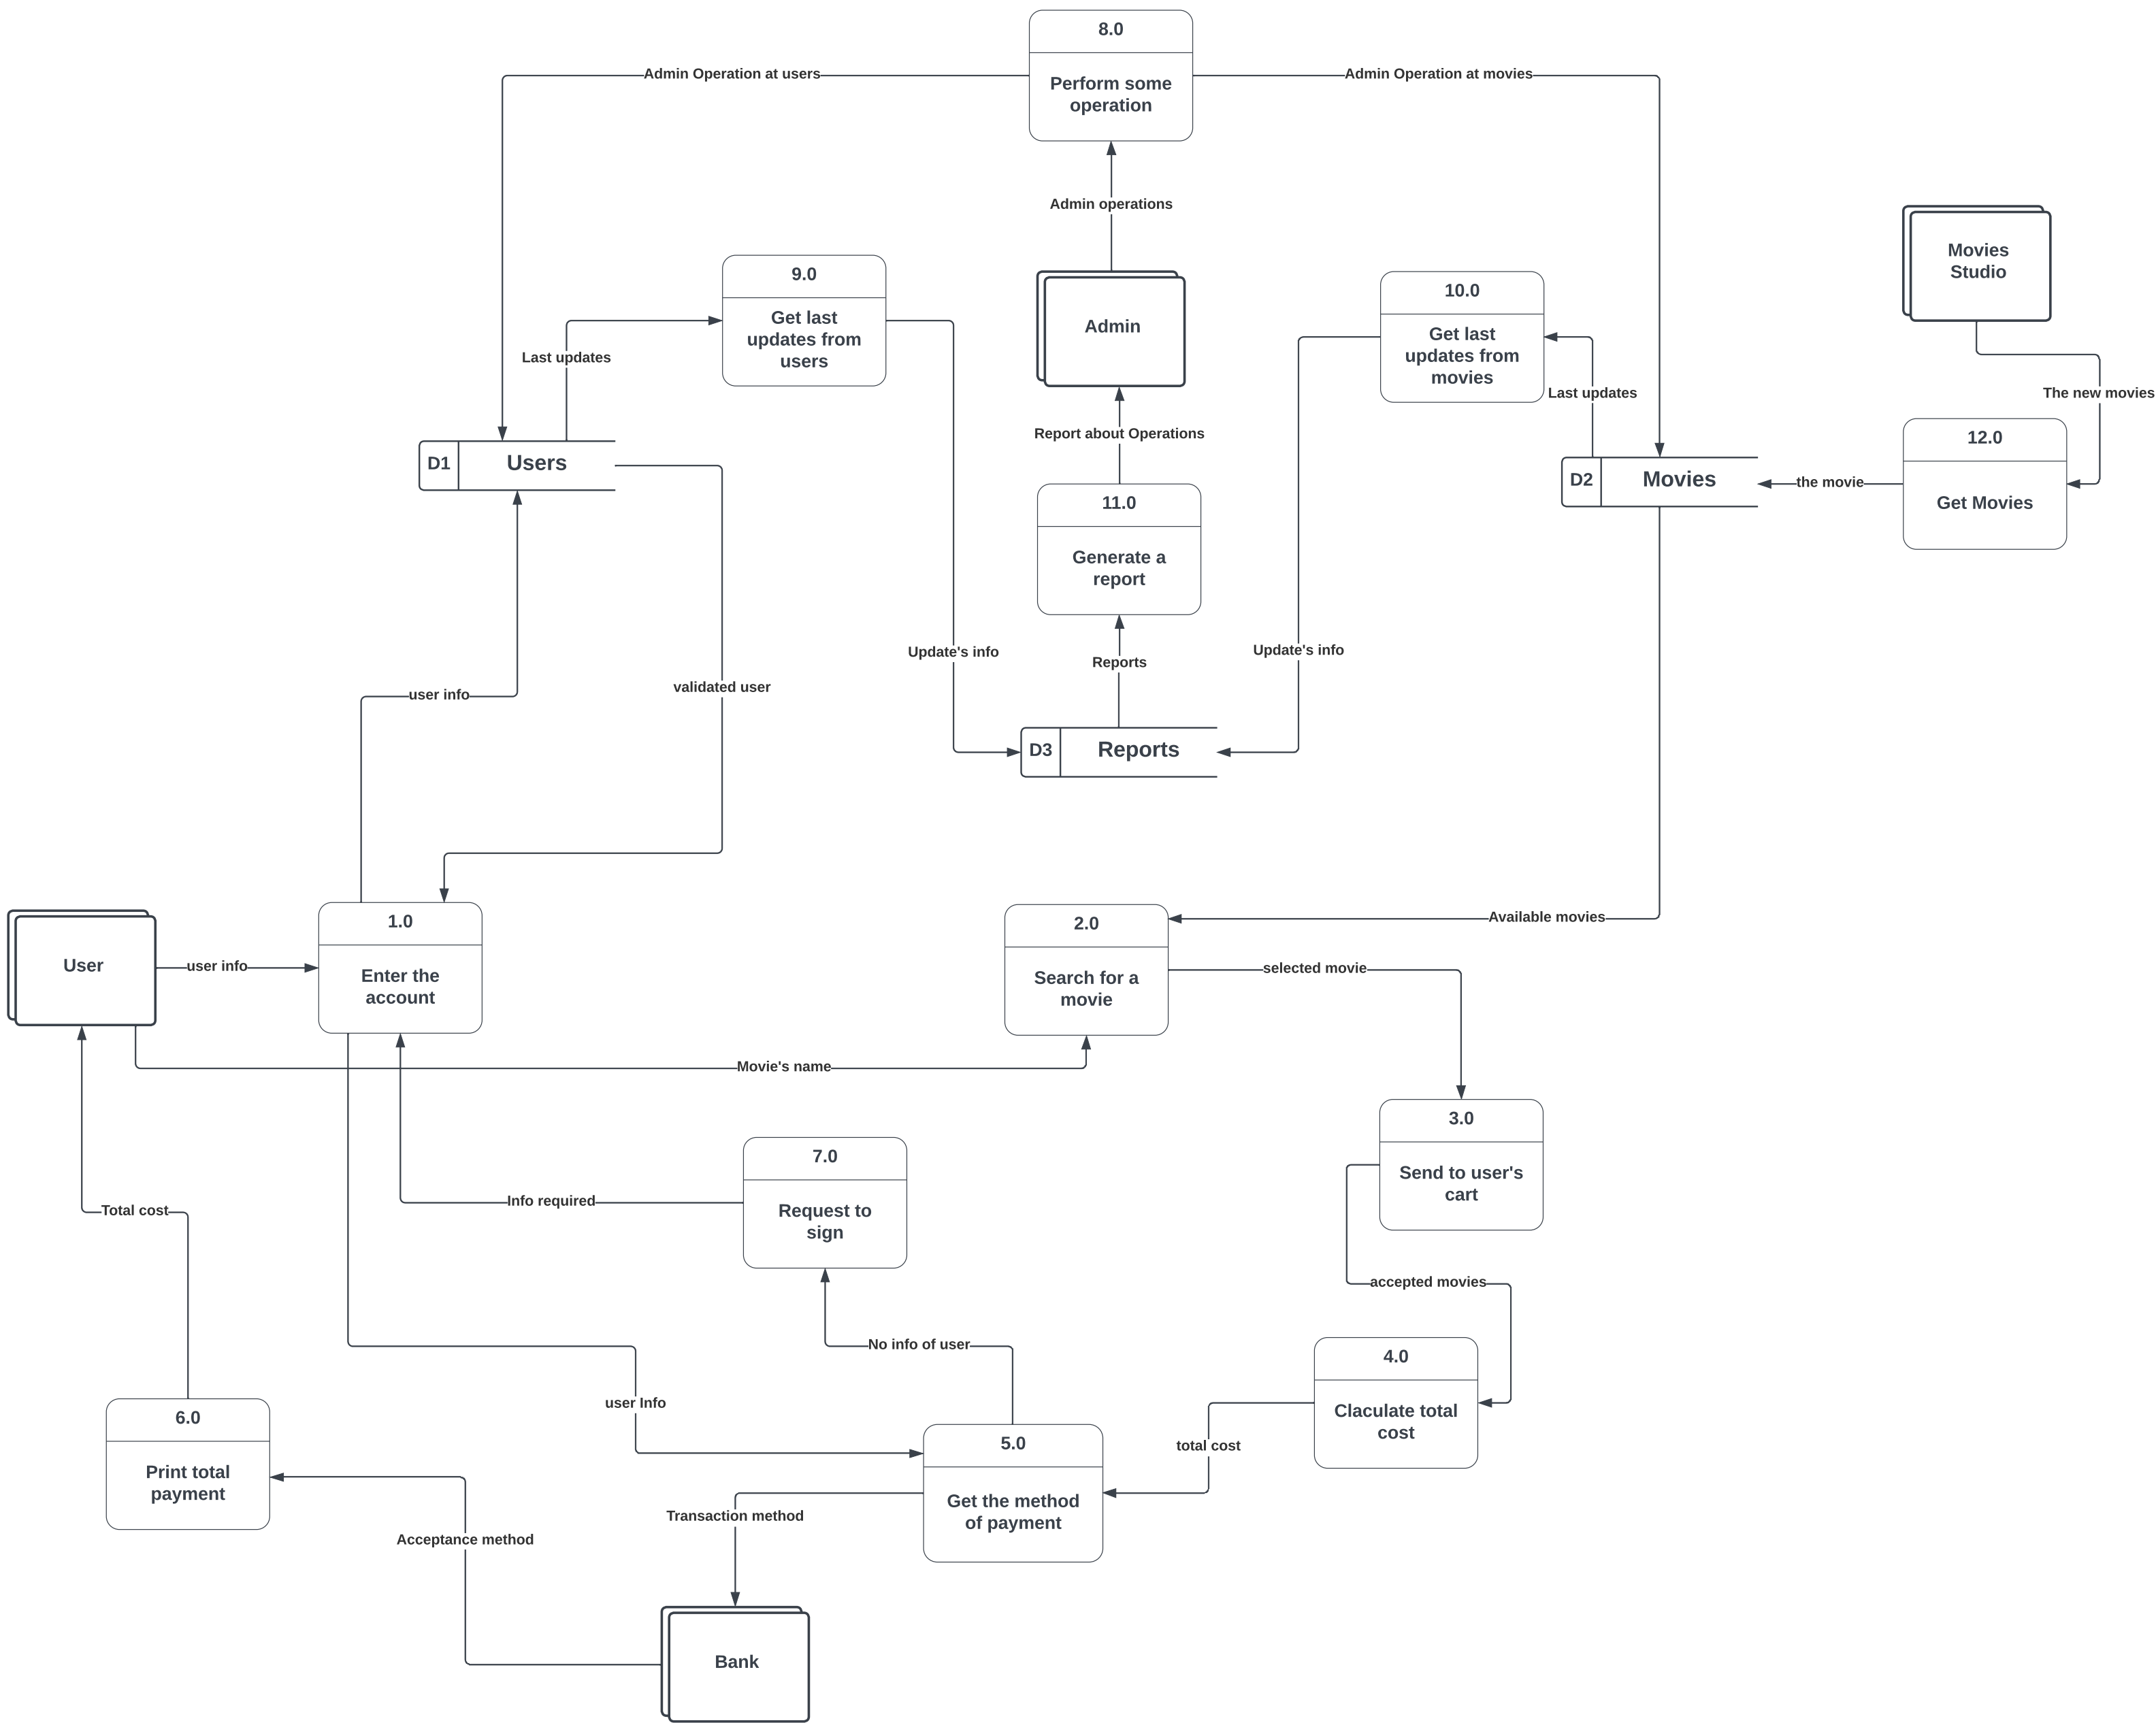 8.0
Perform some
operation
Admin Operation at users
Admin Operation at movies
Admin operations
Movies
Studio
9.0
Get last
updates from
users
Admin
10.0
Get last
updates from
movies
Last updates
Last updates
The new movies
Report about Operations
D1
Users
D2
Movies
the movie
12.0
Get Movies
11.0
Generate a
report
Update's info
Reports
Update's info
user info
validated user
D3
Reports
User
user info
1.0
Enter the
account
2.0
Search for a
movie
Available movies
selected movie
Movie's name
3.0
Send to user's
cart
7.0
Request to
sign
Info required
Total cost
accepted movies
No info of user
4.0
Claculate total
cost
user Info
total cost
6.0
Print total
payment
5.0
Get the method
of payment
Transaction method
Acceptance method
Bank